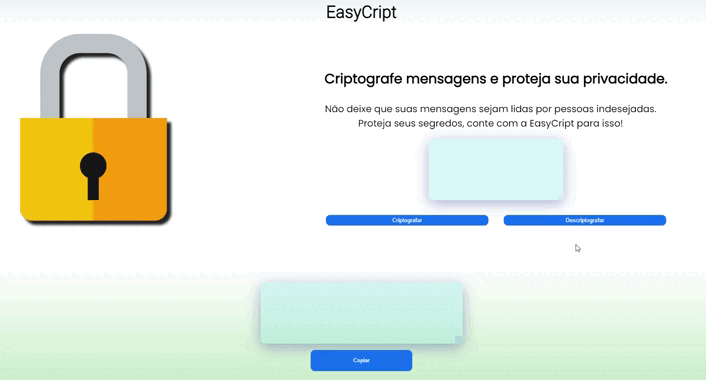 EasyCript
Criptografe mensagens e proteja sua privacidade.
Não deixe que suas mensagens sejam lidas por pessoas indesejadas.
Proteja seus segredos, conte com a EasyCript para isso!
Criptografar
Descriptografar
Copiar